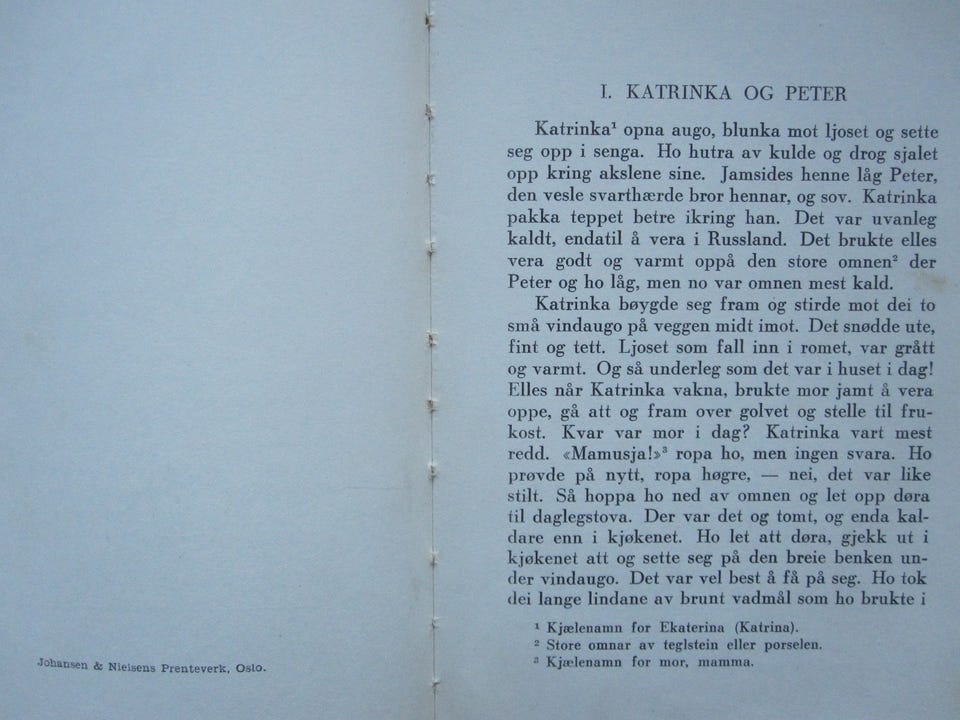 Johansen & Nielsens Prenteverk, Oslo.
I. KATRINKA OG PETER
Katrinka¹ opna augo, blunka mot ljoset og sette
seg opp i senga. Ho hutra av kulde og drog sjalet
opp kring akslene sine. Jamsides henne låg Peter,
den vesle svarthærde bror hennar, og sov. Katrinka
pakka teppet betre ikring han. Det var uvanleg
kaldt, endatil å vera i Russland. Det brukte elles
vera godt og varmt oppå den store omnen² der
Peter og ho låg, men no var omnen mest kald.
Katrinka bøygde seg fram og stirde mot dei to
små vindaugo på veggen midt imot. Det snødde ute,
fint og tett. Ljoset som fall inn i romet, var grått
og varmt. Og så underleg som det var i huset i dag!
Elles når Katrinka vakna, brukte mor jamt å vera
oppe, gå att og fram over golvet og stelle til fru-
kost. Kvar var mor i dag? Katrinka vart mest
redd. «Mamusja!»³ ropa ho, men ingen svara. Ho
prøvde på nytt, ropa høgre, — nei, det var like
stilt. Så hoppa ho ned av omnen og let opp døra
til daglegstova. Der var det og tomt, og enda kal-
dare enn i kjøkenet. Ho let att døra, gjekk ut i
kjøkenet att og sette seg på den breie benken un-
der vindaugo. Det var vel best å få på seg. Ho tok
dei lange lindane av brunt vadmål som ho brukte i
¹ Kjælenamn for Ekaterina (Katrina).
² Store omnar av teglstein eller porselen.
³ Kjælenamn for mor, mamma.